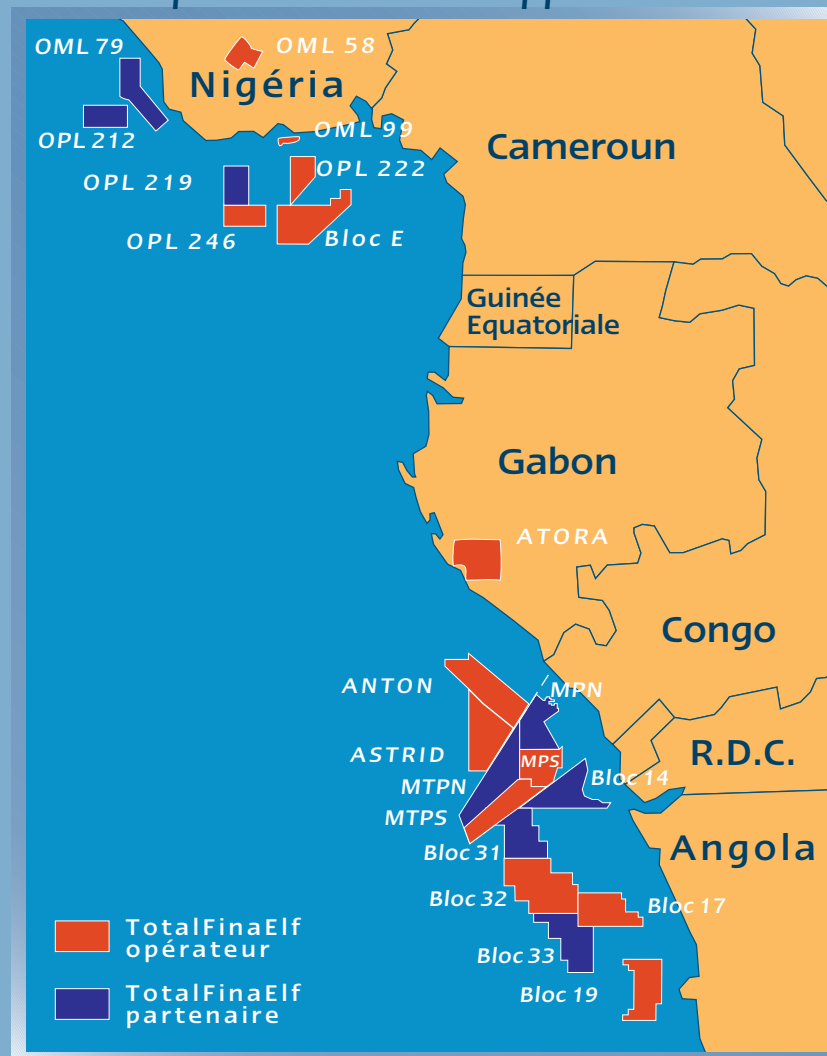 OML 79
OML 58
Nigéria
OPL 212
OML 99
Cameroun
OPL 219
OPL 222
OPL 246
Bloc E
Guinée
Equatoriale
Gabon
ATORA
Congo
ANTON
MPN
ASTRID
MPS
R.D.C.
MTPN
Bloc 14
MTPS
Bloc 31
Angola
Bloc 32
Bloc 17
Bloc 33
Bloc 19
TotalFinaElf
opérateur
TotalFinaElf
partenaire